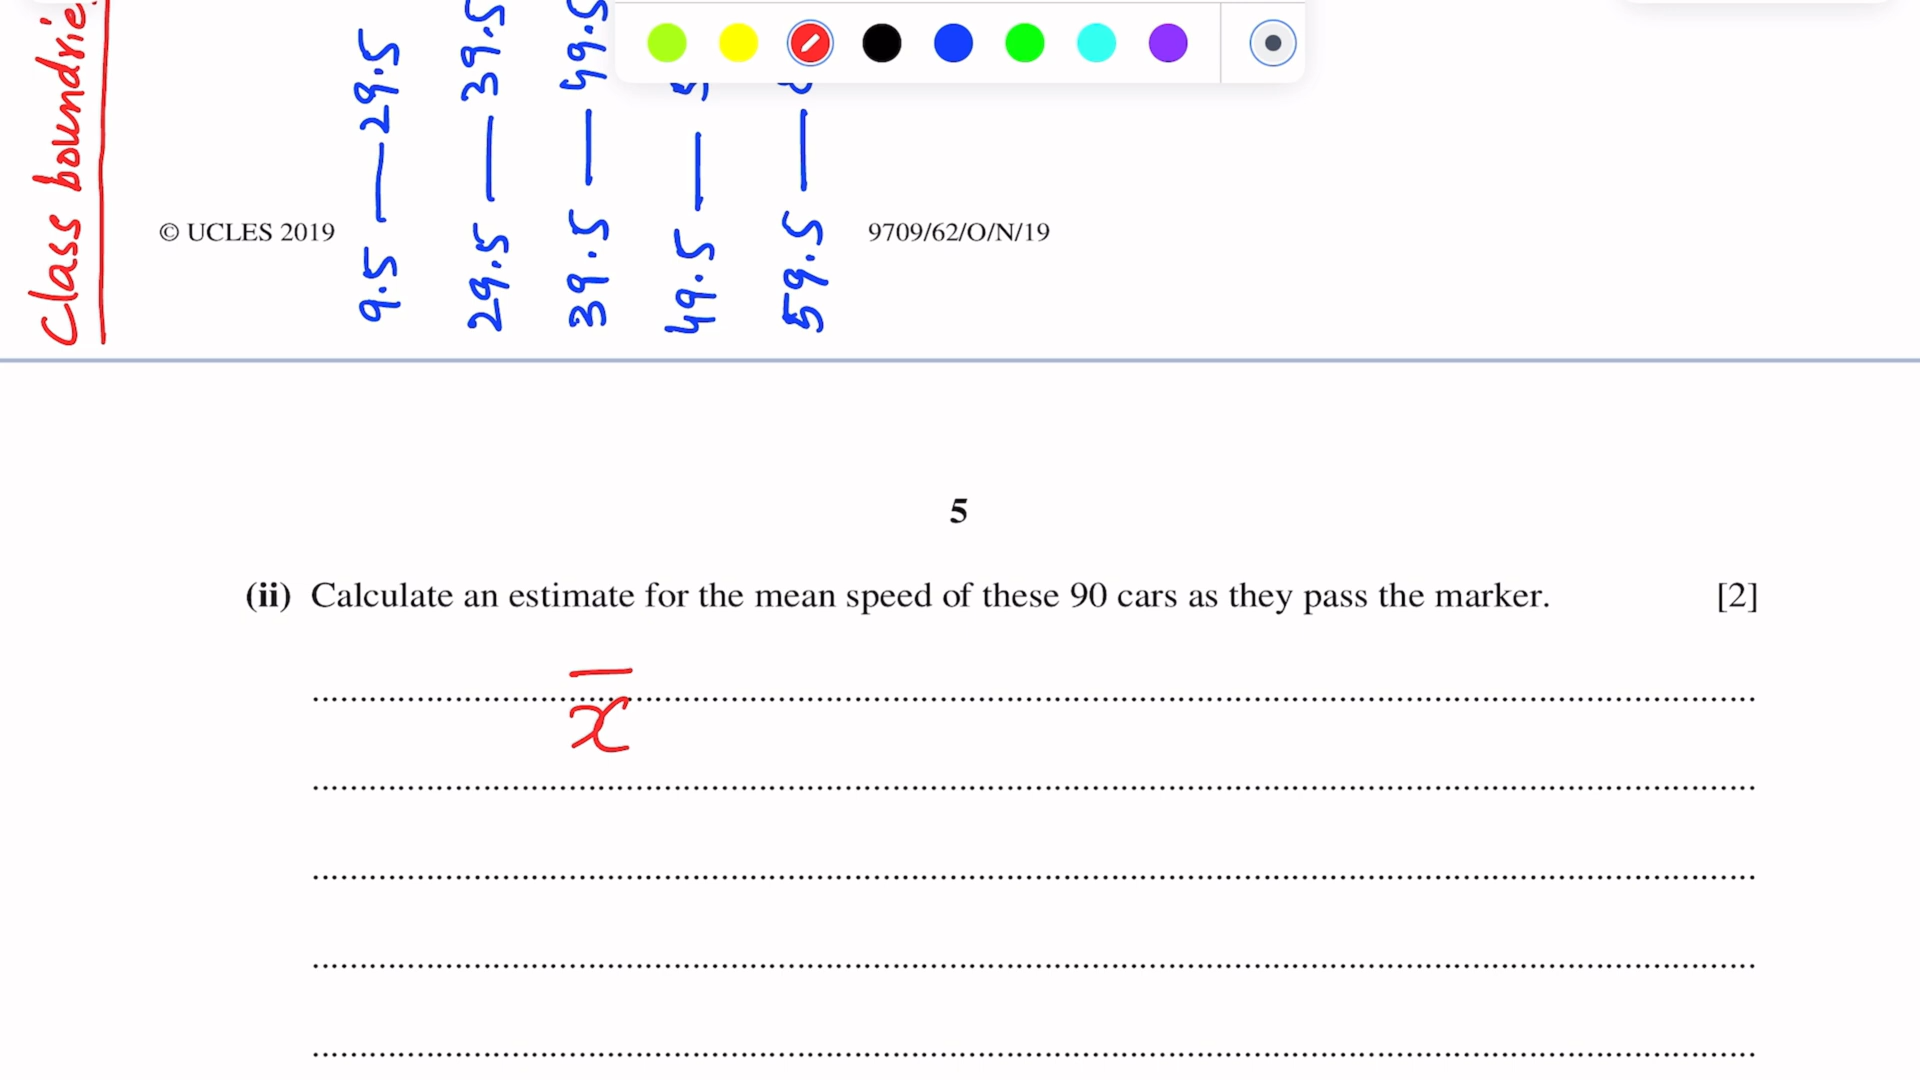 Class boundrie
9.5 — 29.5
29.5 — 39.5
39.5 — 49.5
49.5 —
59.5 —
© UCLES 2019
9709/62/O/N/19
5
(ii) Calculate an estimate for the mean speed of these 90 cars as they pass the marker. [2]
x̄